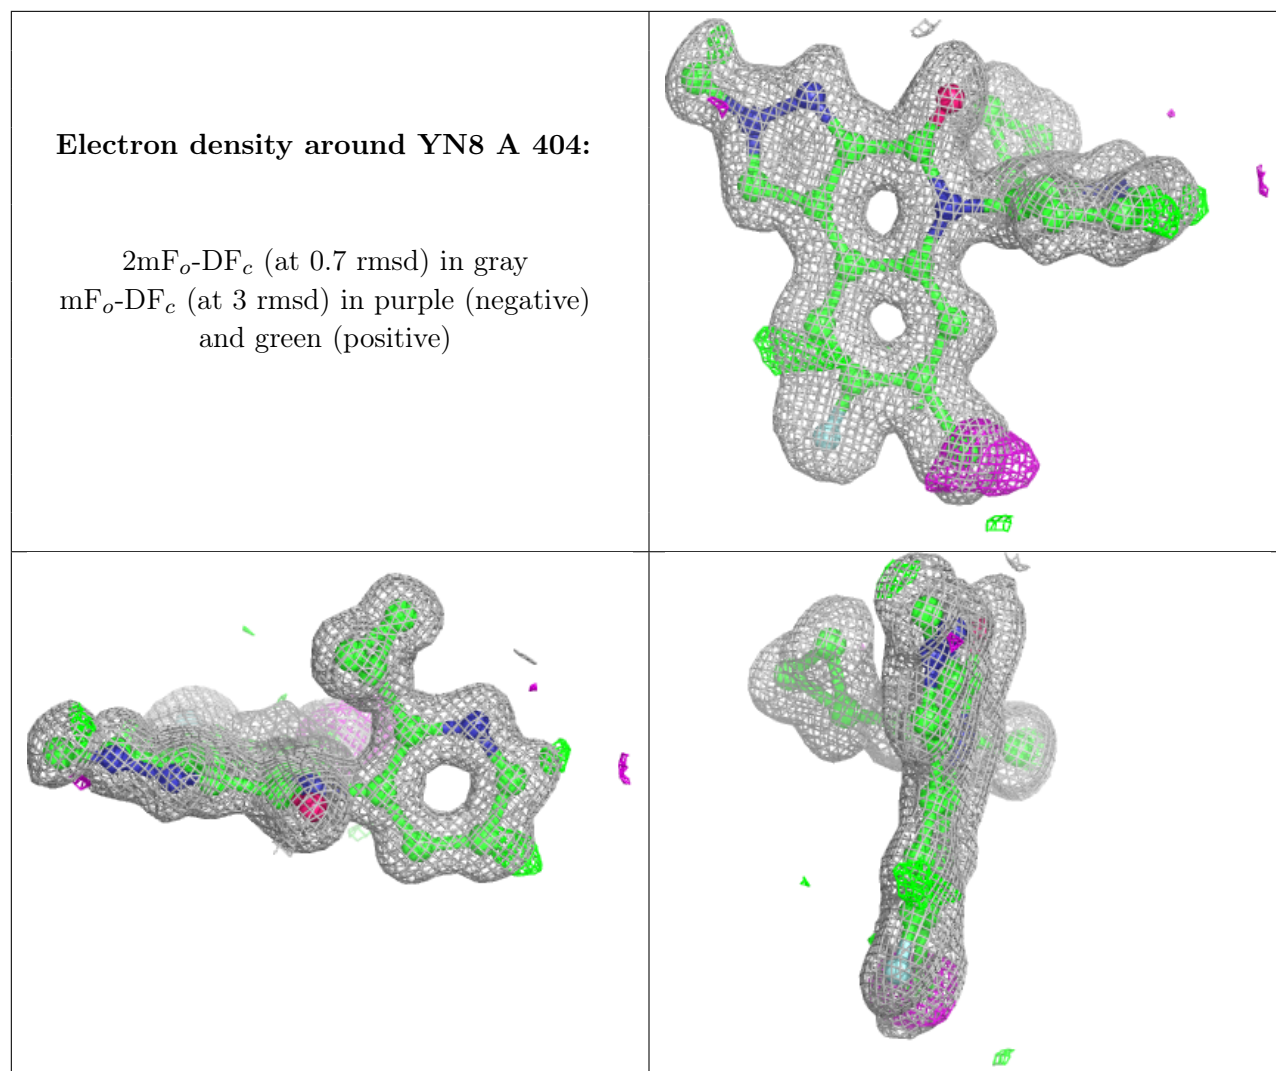 Electron density around YN8 A 404:
2mFo-DFc (at 0.7 rmsd) in gray
mFo-DFc (at 3 rmsd) in purple (negative)
and green (positive)